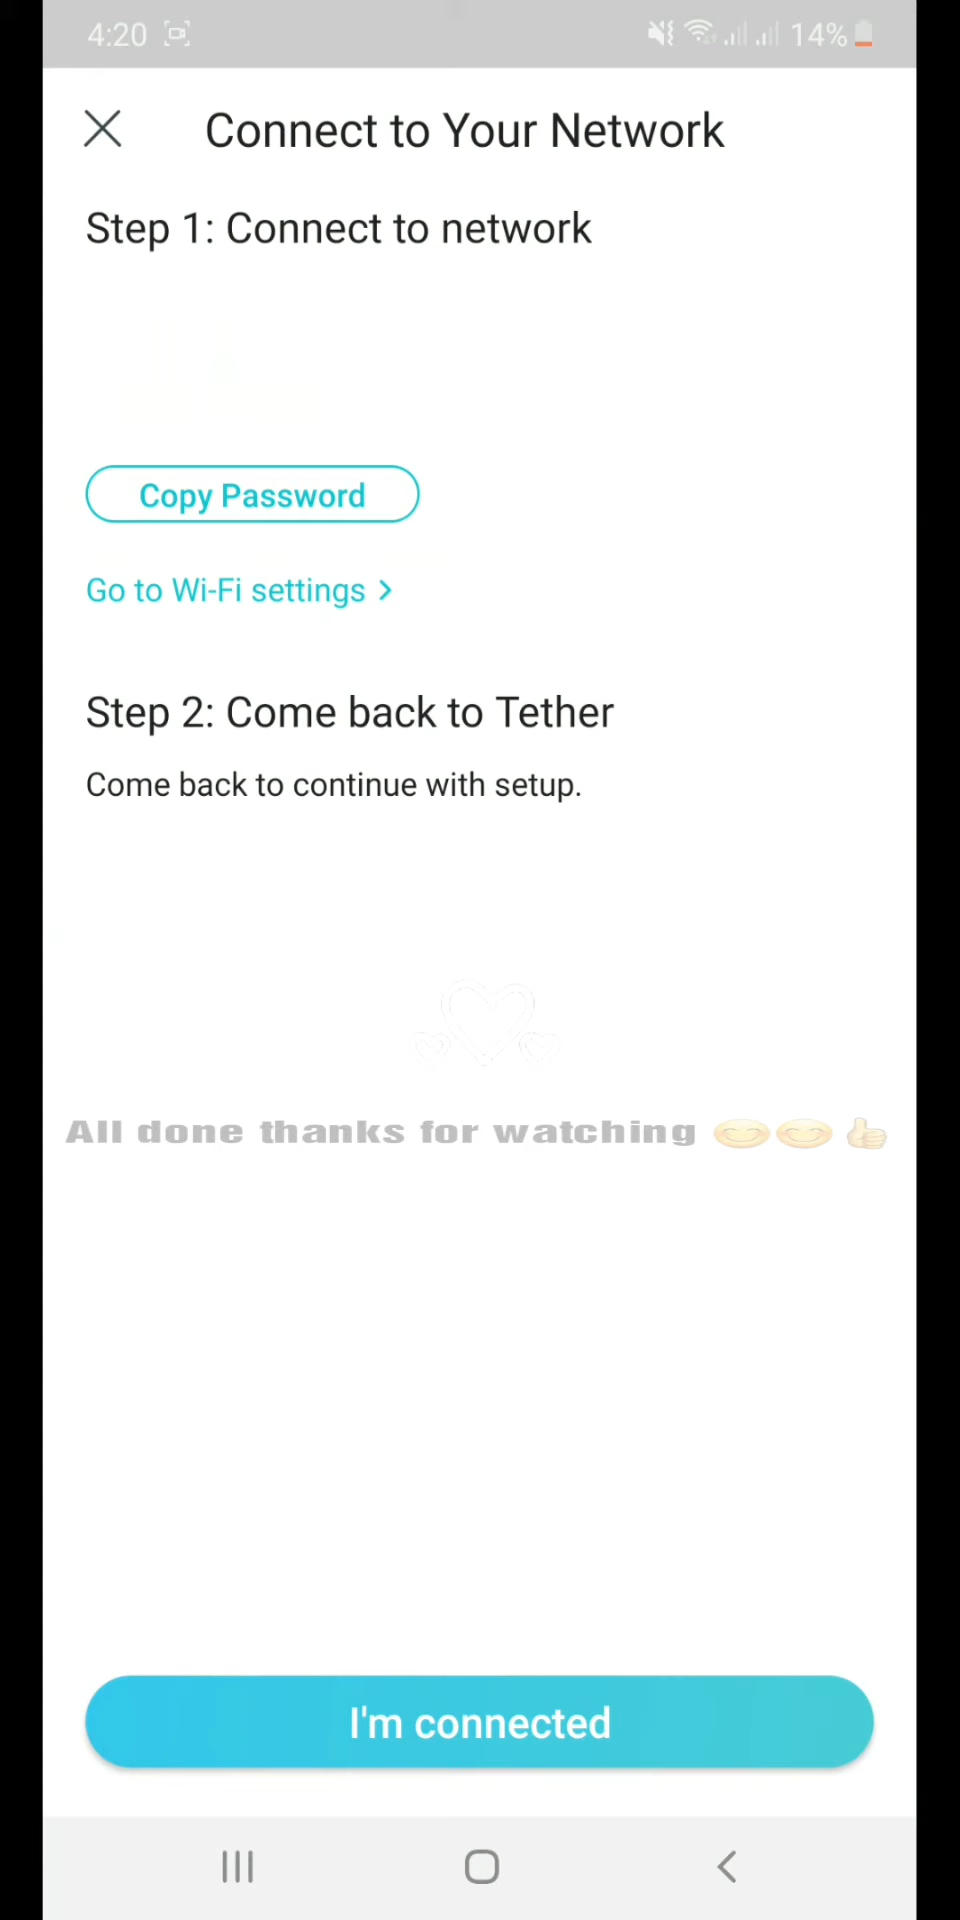 4:20 14%
Connect to Your Network
Step 1: Connect to network
Copy Password
Go to Wi-Fi settings >
Step 2: Come back to Tether
Come back to continue with setup.
All done thanks for watching 😊😊 👍
I'm connected